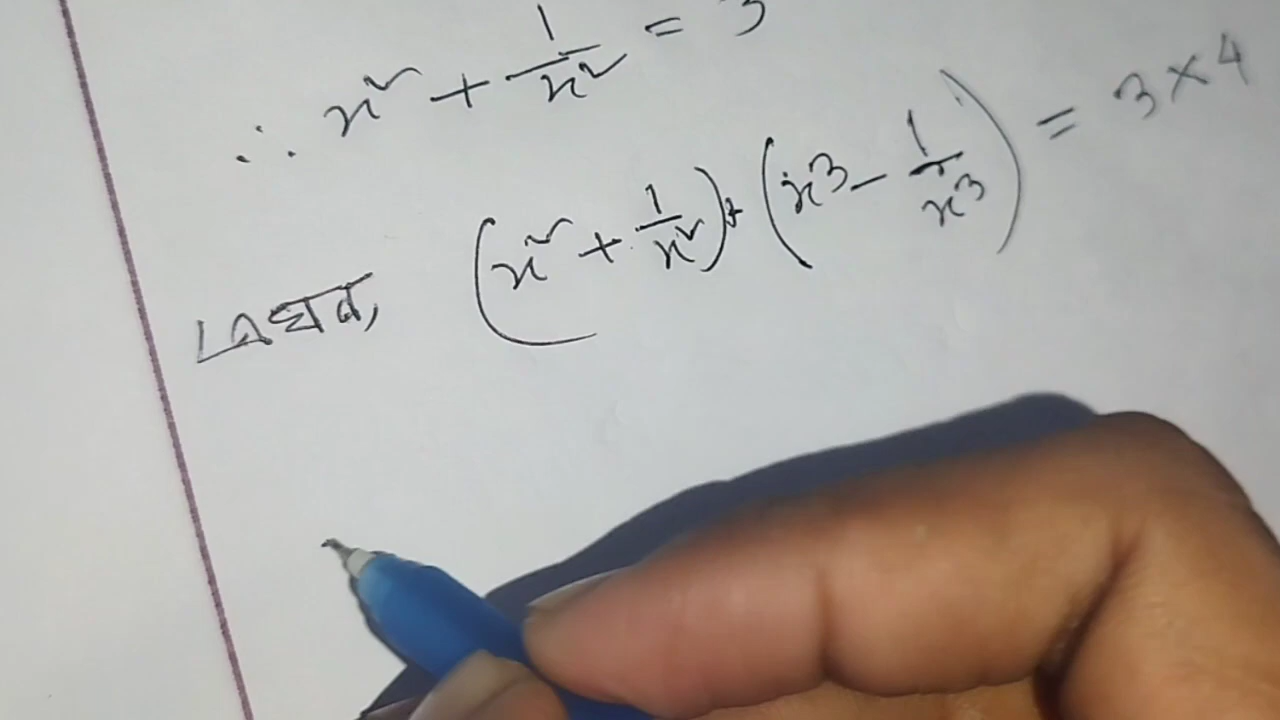 ∴ x² + 1/x² = 3
এখন, (x² + 1/x²) + (x³ - 1/x³) = 3 × 4